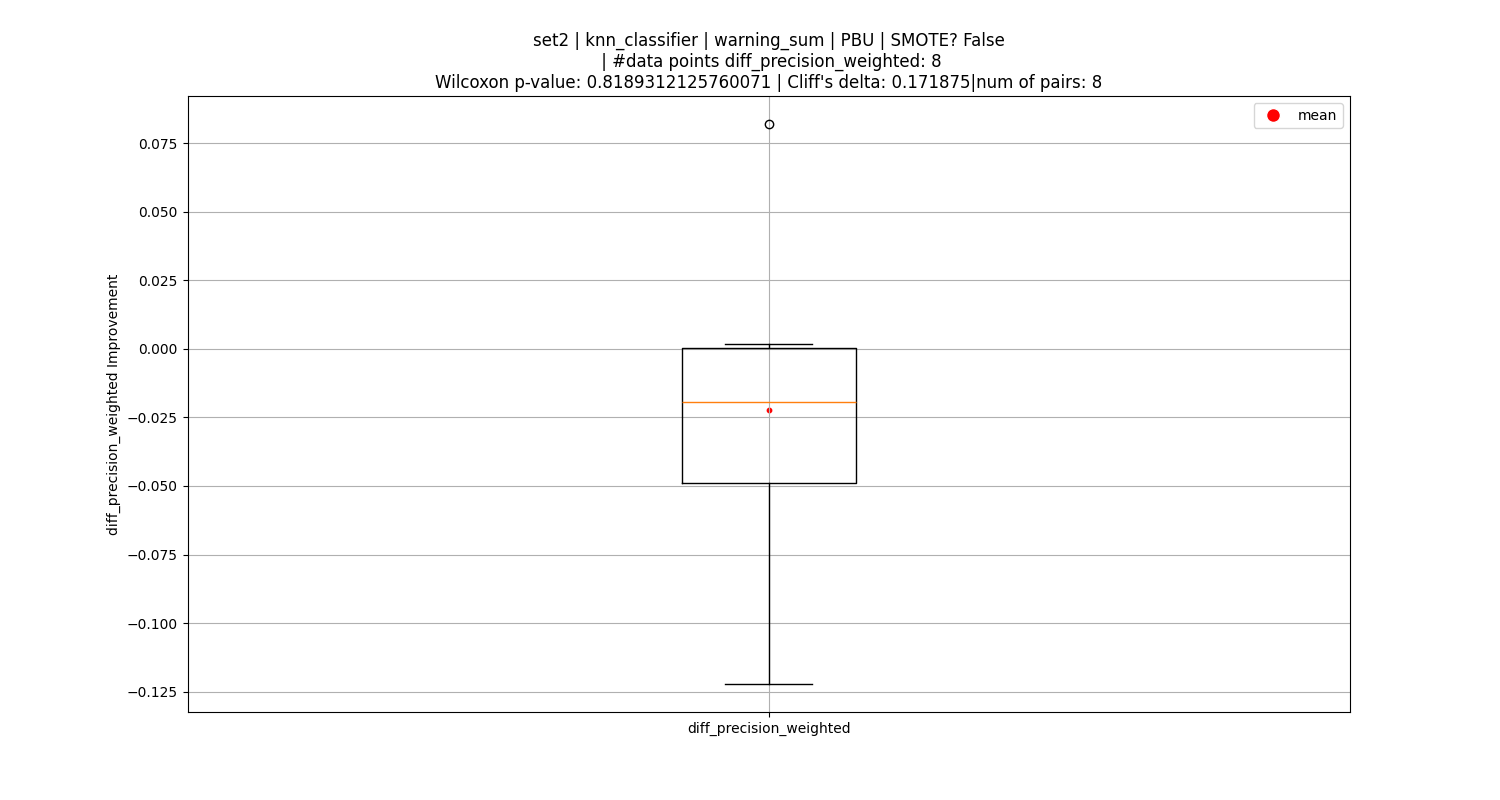 set2 | knn_classifier | warning_sum | PBU | SMOTE? False
| #data points diff_precision_weighted: 8
Wilcoxon p-value: 0.8189312125760071 | Cliff's delta: 0.171875|num of pairs: 8
mean
0.075
0.050
0.025
0.000
−0.025
−0.050
−0.075
−0.100
−0.125
diff_precision_weighted Improvement
diff_precision_weighted